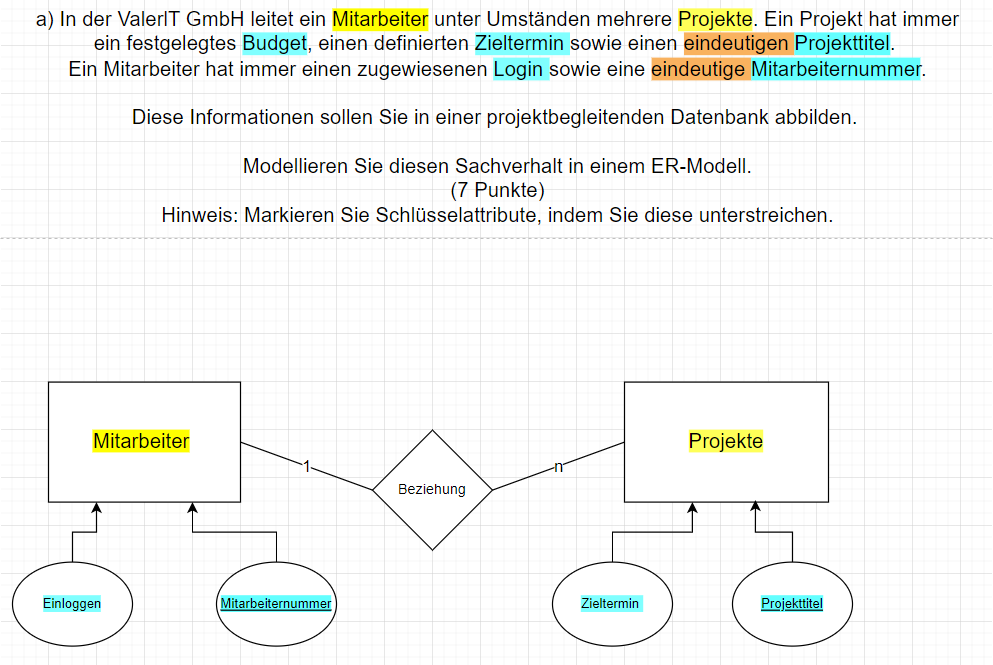 a) In der ValerIT GmbH leitet ein Mitarbeiter unter Umständen mehrere Projekte. Ein Projekt hat immer
ein festgelegtes Budget, einen definierten Zieltermin sowie einen eindeutigen Projekttitel.
Ein Mitarbeiter hat immer einen zugewiesenen Login sowie eine eindeutige Mitarbeiternummer.
Diese Informationen sollen Sie in einer projektbegleitenden Datenbank abbilden.
Modellieren Sie diesen Sachverhalt in einem ER-Modell.
(7 Punkte)
Hinweis: Markieren Sie Schlüsselattribute, indem Sie diese unterstreichen.
Mitarbeiter
Projekte
1
n
Beziehung
Einloggen
Mitarbeiternummer
Zieltermin
Projekttitel